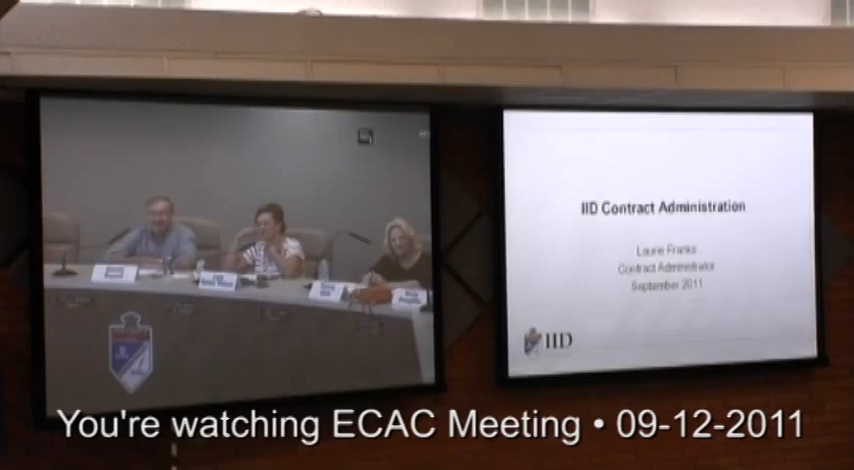 IID Contract Administration
Laurie Franks
Contract Administrator
September 2011
IID
You're watching ECAC Meeting • 09-12-2011